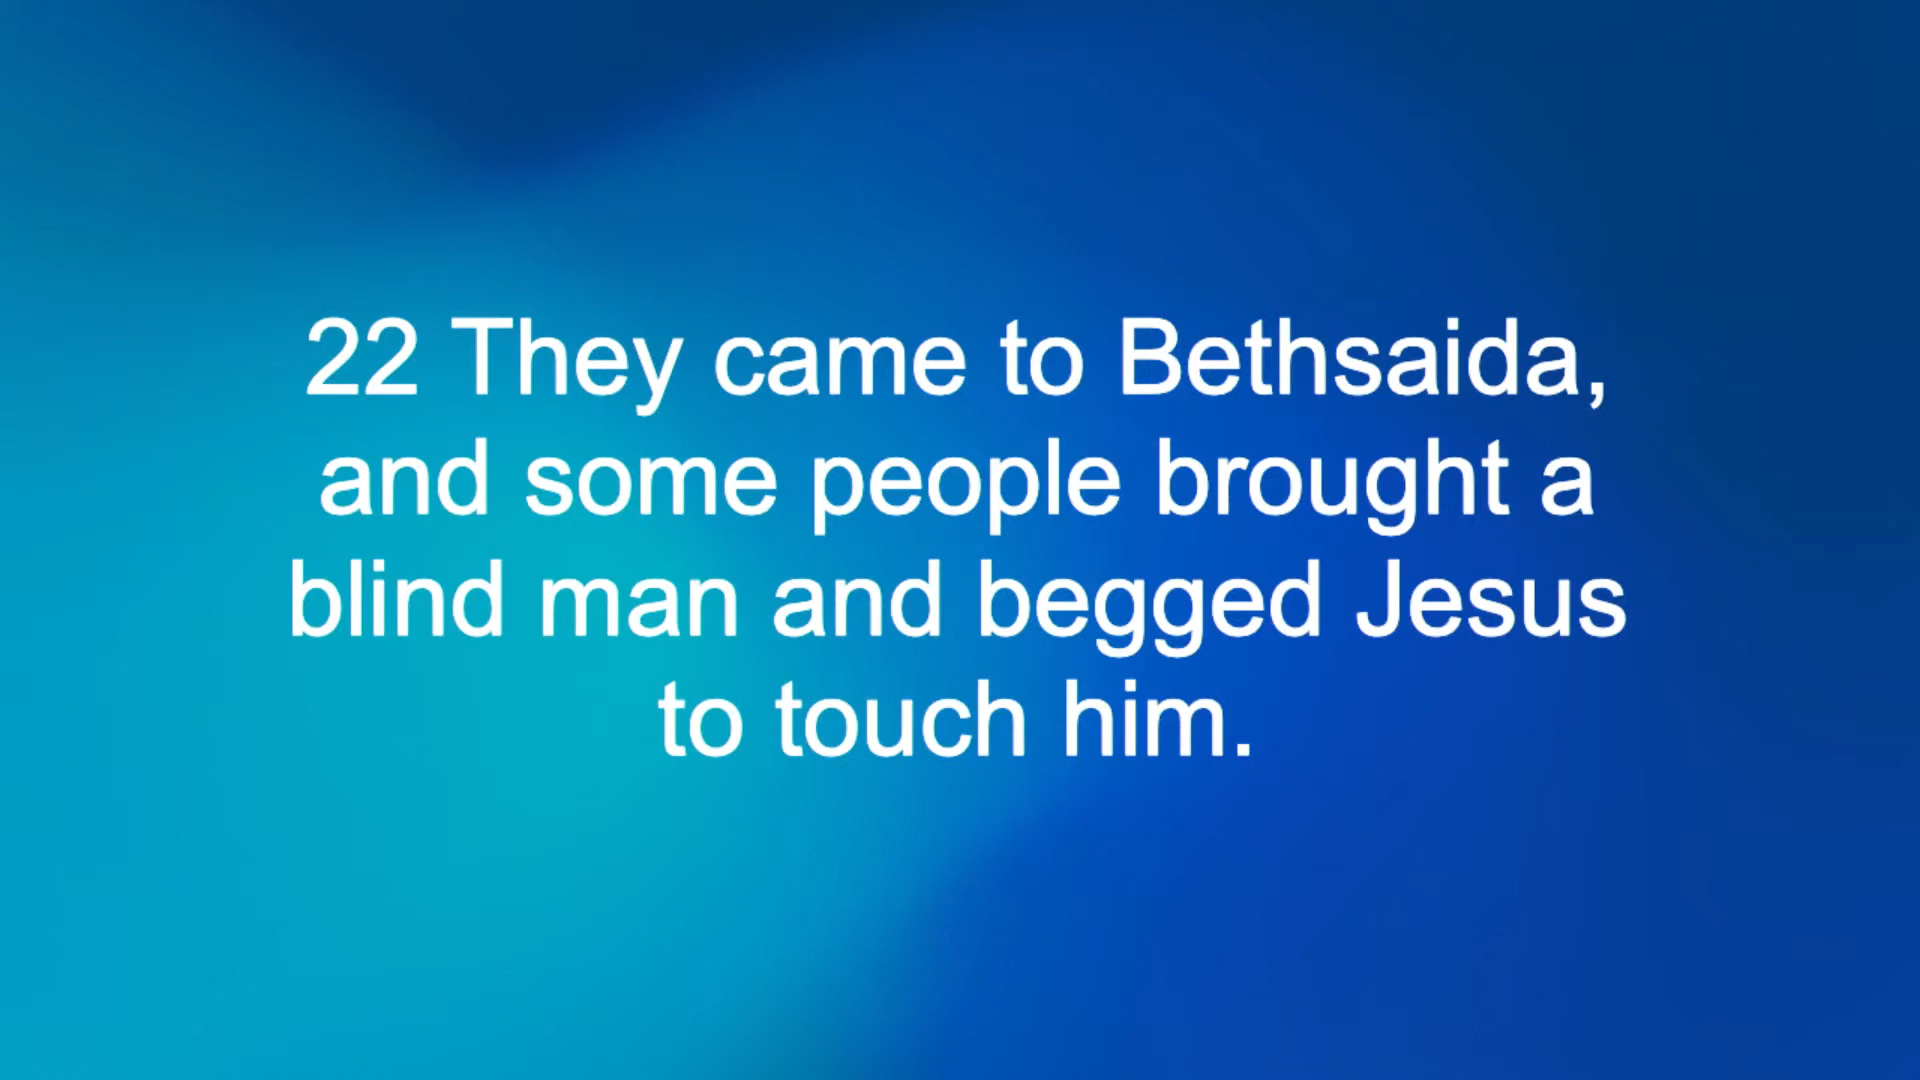 22 They came to Bethsaida,
and some people brought a
blind man and begged Jesus
to touch him.